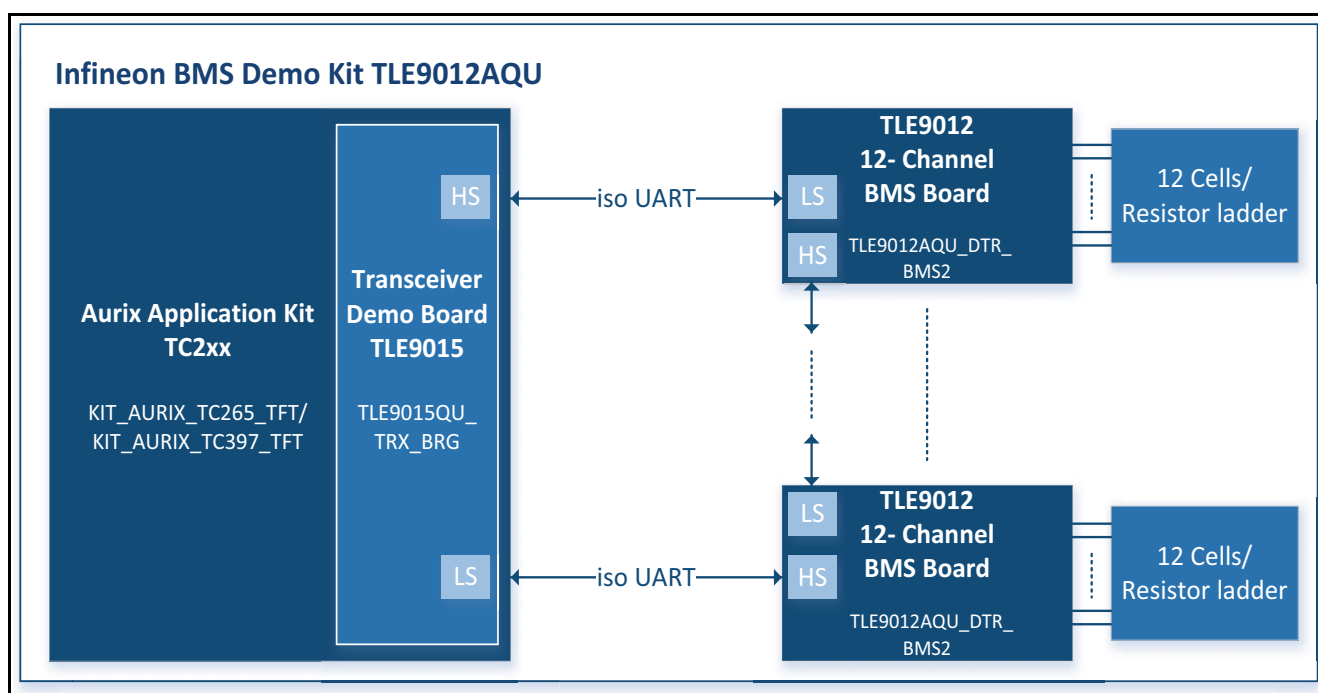 Infineon BMS Demo Kit TLE9012AQU
Aurix Application Kit
TC2xx
KIT_AURIX_TC265_TFT/
KIT_AURIX_TC397_TFT
HS
Transceiver
Demo Board
TLE9015
TLE9015QU_
TRX_BRG
LS
iso UART
iso UART
TLE9012
12- Channel
BMS Board
LS
HS
TLE9012AQU_DTR_
BMS2
12 Cells/
Resistor ladder
TLE9012
12- Channel
BMS Board
LS
HS
TLE9012AQU_DTR_
BMS2
12 Cells/
Resistor ladder